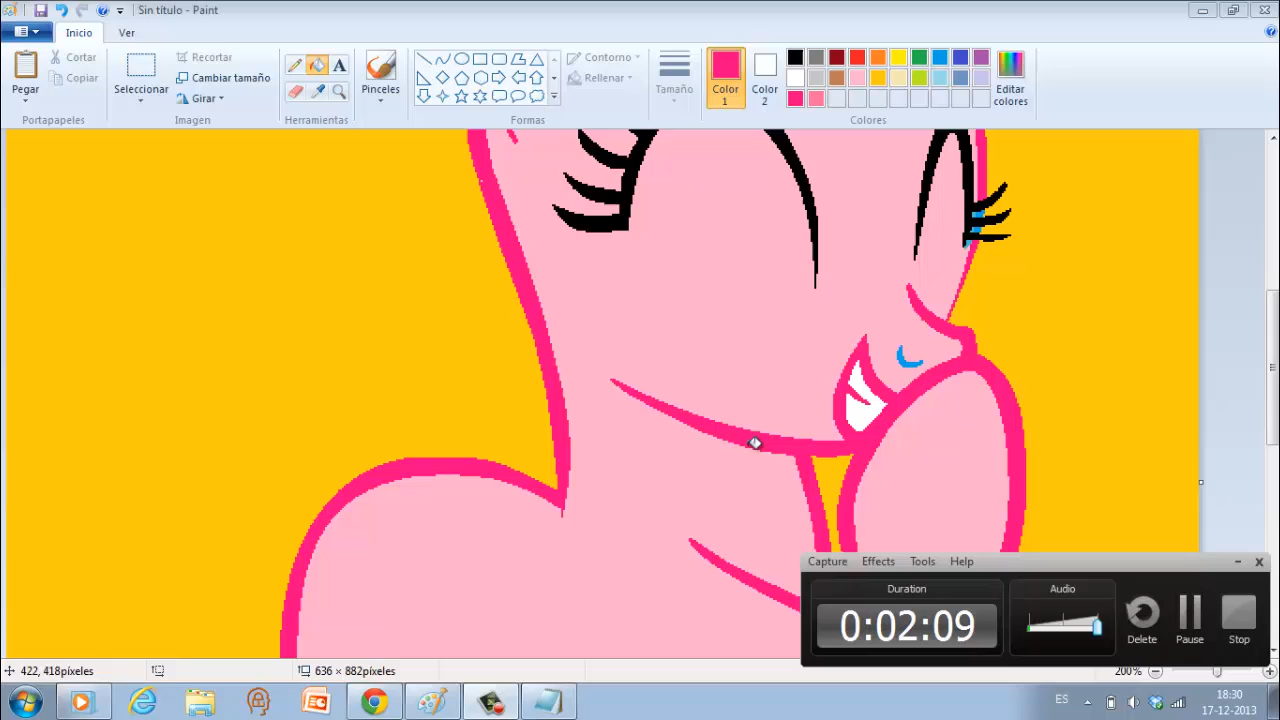 Sin título - Paint
Inicio Ver
Pegar
Cortar
Copiar
Portapapeles
Seleccionar
Recortar
Cambiar tamaño
Girar
Imagen
A
Herramientas
Pinceles
Contorno
Rellenar
Formas
Tamaño
Color
1
Color
2
Editar
colores
Colores
Capture Effects Tools Help
Duration
0:02:09
Audio
Delete Pause Stop
422, 418píxeles
636 × 882píxeles
200%
ES
18:30
17-12-2013